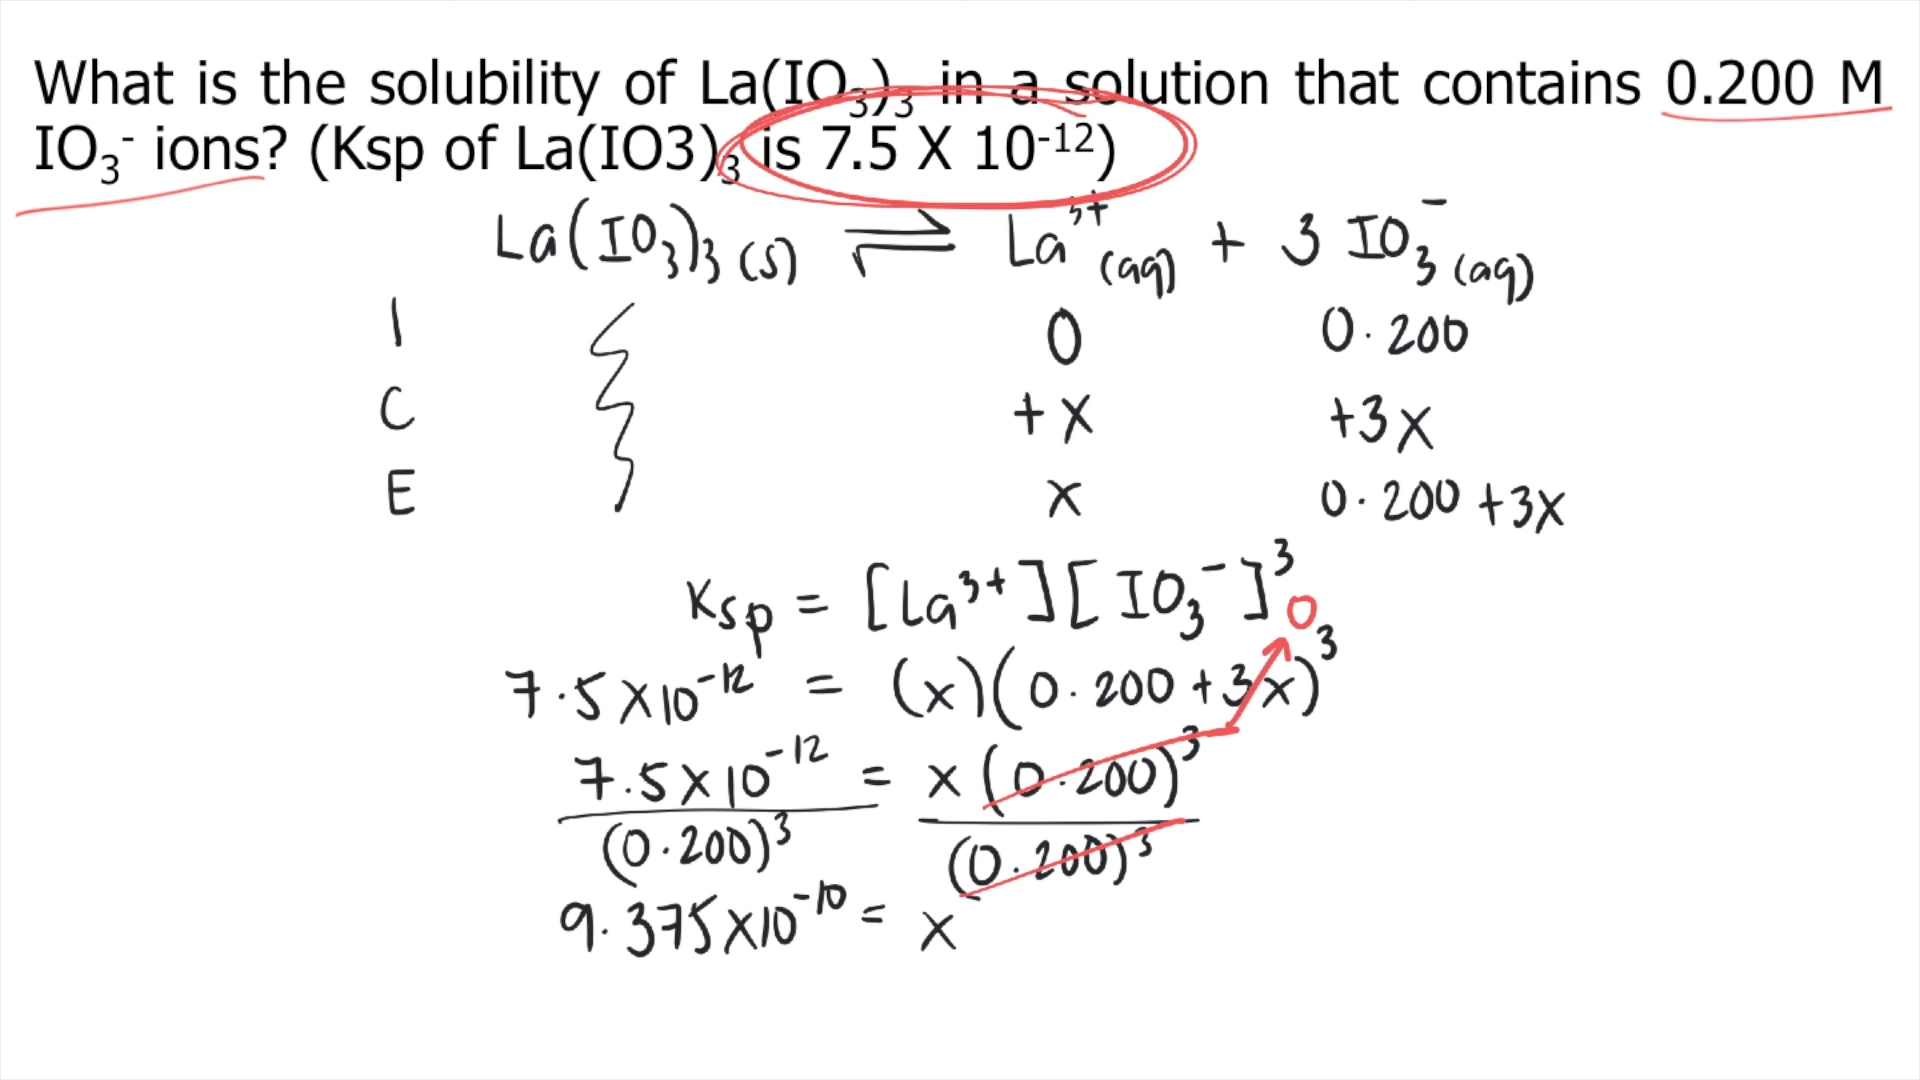 What is the solubility of La(IO₃)₃ in a solution that contains 0.200 M
IO₃⁻ ions? (Ksp of La(IO3)₃ is 7.5 X 10⁻¹²)
La(IO₃)₃ (s) ⇌ La³⁺ (aq) + 3 IO₃⁻ (aq)
I 0 0.200
C +x +3x
E x 0.200 +3x
Ksp = [La³⁺][IO₃⁻]³
0
7.5x10⁻¹² = (x)(0.200 +3x)³
7.5x10⁻¹² = x(0.200)³
(0.200)³ (0.200)³
9.375x10⁻¹⁰ = x